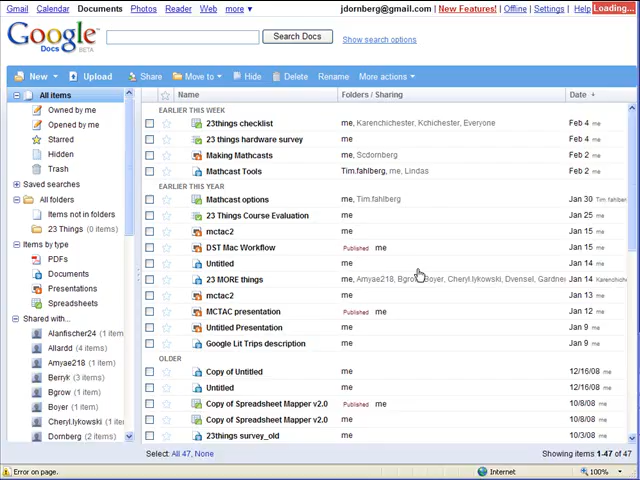 Gmail Calendar Documents Photos Reader Web more ▼ jdornberg@gmail.com | New Features! | Offline | Settings | Help Loading...
Google Docs BETA Search Docs Show search options
New Upload Share Move to Hide Delete Rename More actions
All items Name Folders / Sharing Date
Owned by me
Opened by me
Starred
Hidden
Trash
Saved searches
All folders
Items not in folders
23 Things (0 items)
Items by type
PDFs
Documents
Presentations
Spreadsheets
Shared with...
Alanfischer24 (1 item)
Allardd (4 items)
Amyae218 (1 item)
Berryk (3 items)
Bgrow (1 item)
Boyer (1 item)
Cheryl.lykowski (1 item)
Dornberg (2 items)
EARLIER THIS WEEK
23things checklist me, Karenchichester, Kchichester, Everyone Feb 4 me
23 things hardware survey me Feb 4 me
Making Mathcasts me, Scdornberg Feb 2 me
Mathcast Tools Tim.fahlberg, me, Lindas Feb 2 me
EARLIER THIS YEAR
Mathcast options me, Tim.fahlberg Jan 30 Tim.fahlberg
23 Things Course Evaluation me Jan 25 me
mctac2 me Jan 15 me
DST Mac Workflow Published me Jan 15 me
Untitled me Jan 14 me
23 MORE things me, Amyae218, Bgrow, Boyer, Cheryl.lykowski, Dvensel, Gardner Jan 14 Karenchich
mctac2 me Jan 13 me
MCTAC presentation Published me Jan 12 me
Untitled Presentation me Jan 9 me
Google Lit Trips description me Jan 9 me
OLDER
Copy of Untitled me 12/16/08 me
Untitled me 12/16/08 me
Copy of Spreadsheet Mapper v2.0 Published me 10/8/08 me
Copy of Spreadsheet Mapper v2.0 me 10/8/08 me
23things survey_old me 10/3/08 me
Select: All 47, None Showing items 1-47 of 47
Error on page. Internet 100%